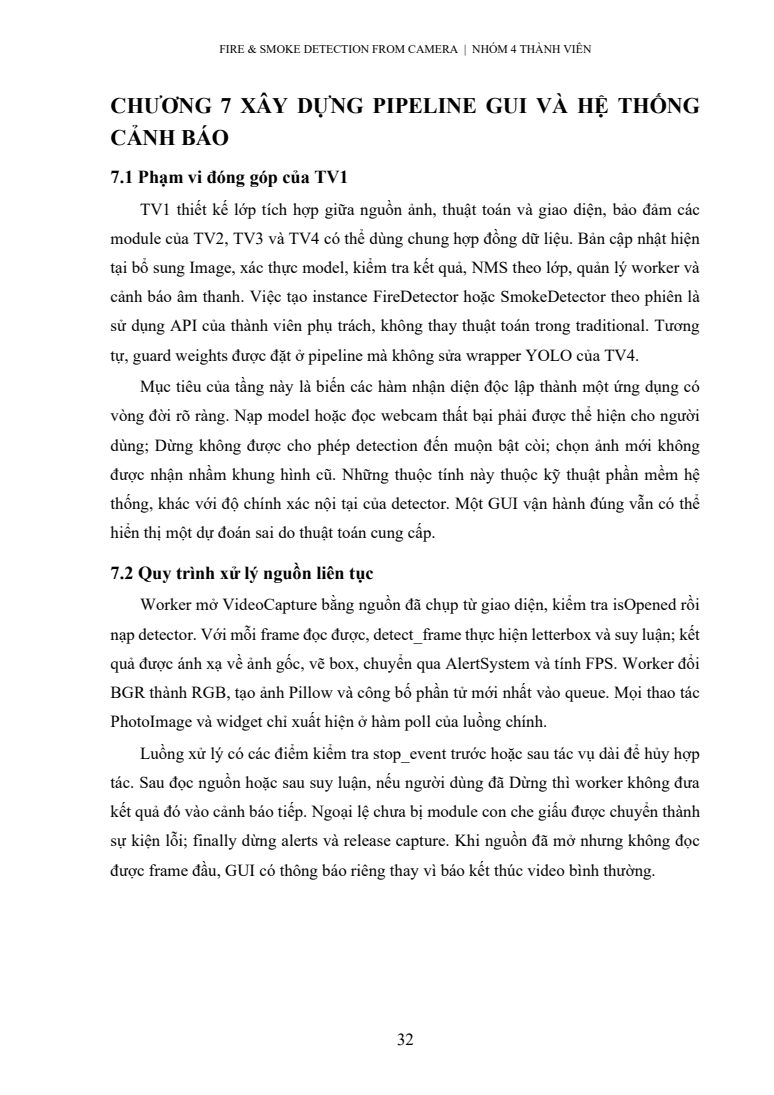 FIRE & SMOKE DETECTION FROM CAMERA | NHÓM 4 THÀNH VIÊN
CHƯƠNG 7 XÂY DỰNG PIPELINE GUI VÀ HỆ THỐNG
CẢNH BÁO
7.1 Phạm vi đóng góp của TV1
TV1 thiết kế lớp tích hợp giữa nguồn ảnh, thuật toán và giao diện, bảo đảm các
module của TV2, TV3 và TV4 có thể dùng chung hợp đồng dữ liệu. Bản cập nhật hiện
tại bổ sung Image, xác thực model, kiểm tra kết quả, NMS theo lớp, quản lý worker và
cảnh báo âm thanh. Việc tạo instance FireDetector hoặc SmokeDetector theo phiên là
sử dụng API của thành viên phụ trách, không thay thuật toán trong traditional. Tương
tự, guard weights được đặt ở pipeline mà không sửa wrapper YOLO của TV4.
Mục tiêu của tầng này là biến các hàm nhận diện độc lập thành một ứng dụng có
vòng đời rõ ràng. Nạp model hoặc đọc webcam thất bại phải được thể hiện cho người
dùng; Dừng không được cho phép detection đến muộn bật còi; chọn ảnh mới không
được nhận nhầm khung hình cũ. Những thuộc tính này thuộc kỹ thuật phần mềm hệ
thống, khác với độ chính xác nội tại của detector. Một GUI vận hành đúng vẫn có thể
hiển thị một dự đoán sai do thuật toán cung cấp.
7.2 Quy trình xử lý nguồn liên tục
Worker mở VideoCapture bằng nguồn đã chụp từ giao diện, kiểm tra isOpened rồi
nạp detector. Với mỗi frame đọc được, detect_frame thực hiện letterbox và suy luận; kết
quả được ánh xạ về ảnh gốc, vẽ box, chuyển qua AlertSystem và tính FPS. Worker đổi
BGR thành RGB, tạo ảnh Pillow và công bố phần tử mới nhất vào queue. Mọi thao tác
PhotoImage và widget chỉ xuất hiện ở hàm poll của luồng chính.
Luồng xử lý có các điểm kiểm tra stop_event trước hoặc sau tác vụ dài để hủy hợp
tác. Sau đọc nguồn hoặc sau suy luận, nếu người dùng đã Dừng thì worker không đưa
kết quả đó vào cảnh báo tiếp. Ngoại lệ chưa bị module con che giấu được chuyển thành
sự kiện lỗi; finally dừng alerts và release capture. Khi nguồn đã mở nhưng không đọc
được frame đầu, GUI có thông báo riêng thay vì báo kết thúc video bình thường.
32